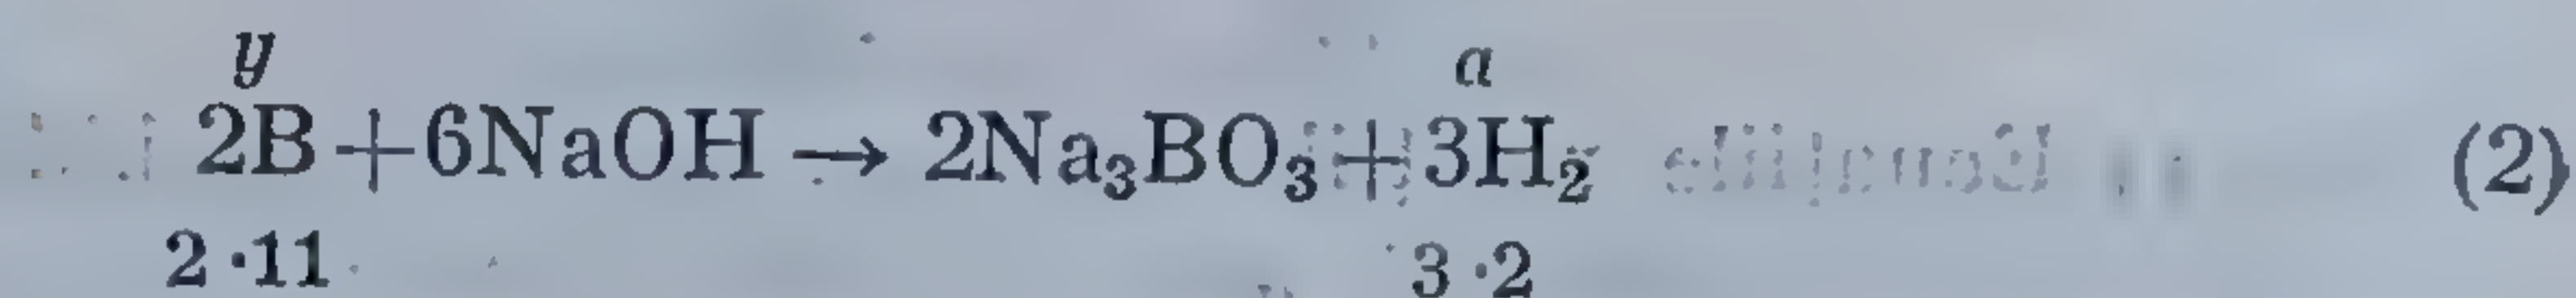 y a
2B+6NaOH → 2Na₃BO₃+3H₂ (2)
2·11 3·2